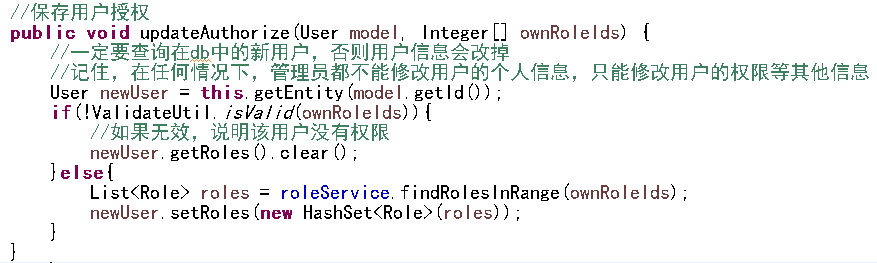 //保存用户授权
public void updateAuthorize(User model, Integer[] ownRoleIds) {
//一定要查询在db中的新用户，否则用户信息会改掉
//记住，在任何情况下，管理员都不能修改用户的个人信息，只能修改用户的权限等其他信息
User newUser = this.getEntity(model.getId());
if(!ValidateUtil.isValid(ownRoleIds)){
//如果无效，说明该用户没有权限
newUser.getRoles().clear();
}else{
List<Role> roles = roleService.findRolesInRange(ownRoleIds);
newUser.setRoles(new HashSet<Role>(roles));
}
}